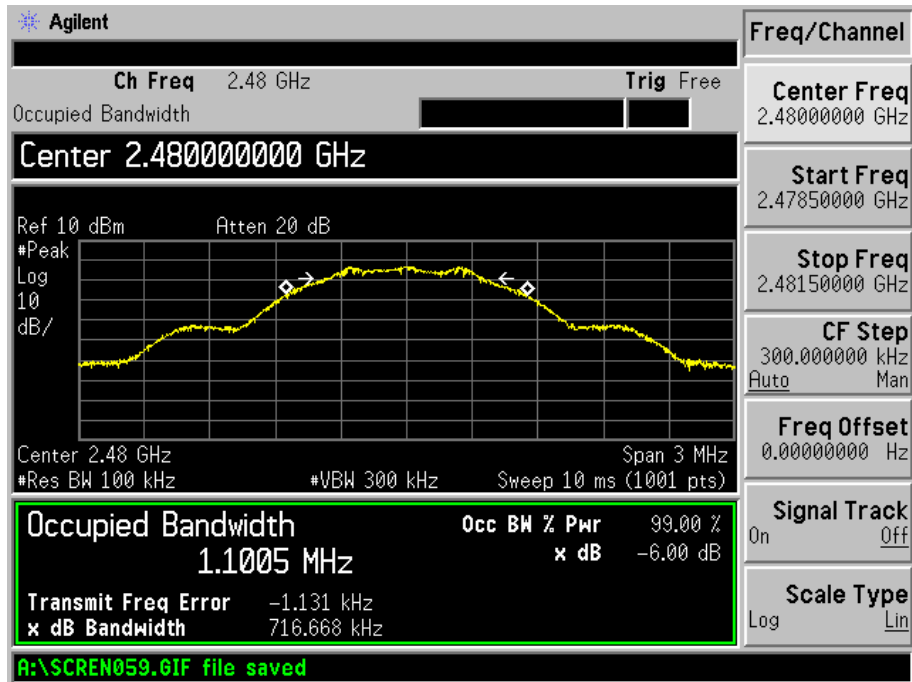 Agilent
Freq/Channel
Ch Freq 2.48 GHz Trig Free
Occupied Bandwidth
Center 2.480000000 GHz
Ref 10 dBm Atten 20 dB
#Peak
Log
10
dB/
Center 2.48 GHz Span 3 MHz
#Res BW 100 kHz #VBW 300 kHz Sweep 10 ms (1001 pts)
Occupied Bandwidth Occ BW % Pwr 99.00 %
1.1005 MHz x dB -6.00 dB
Transmit Freq Error -1.131 kHz
x dB Bandwidth 716.668 kHz
A:\SCREN059.GIF file saved
Center Freq
2.48000000 GHz
Start Freq
2.47850000 GHz
Stop Freq
2.48150000 GHz
CF Step
300.000000 kHz
Auto Man
Freq Offset
0.00000000 Hz
Signal Track
On Off
Scale Type
Log Lin